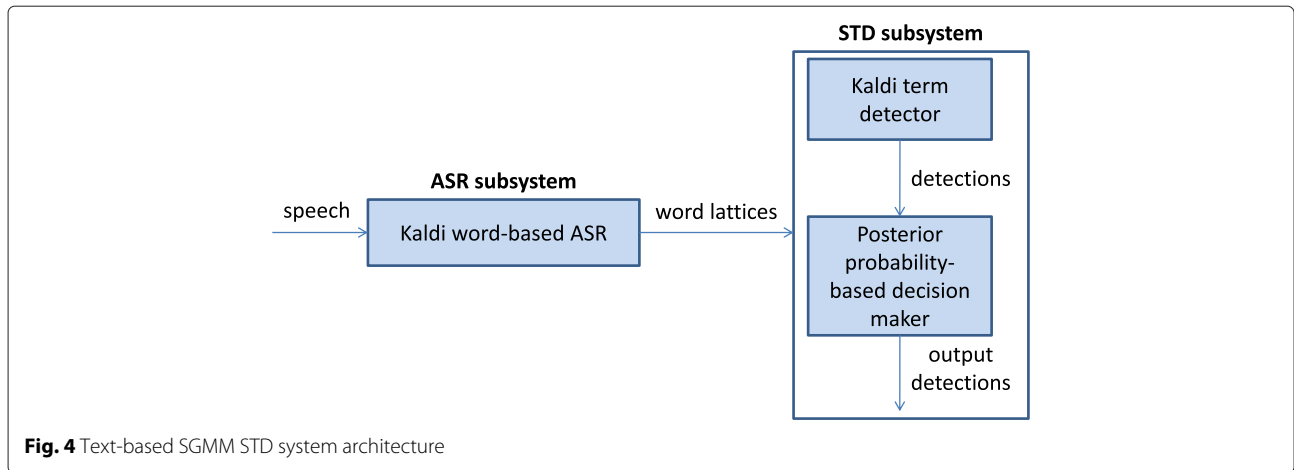 STD subsystem
Kaldi term
detector
detections
ASR subsystem
speech
Kaldi word-based ASR
word lattices
Posterior
probability-
based decision
maker
output
detections
Fig. 4 Text-based SGMM STD system architecture